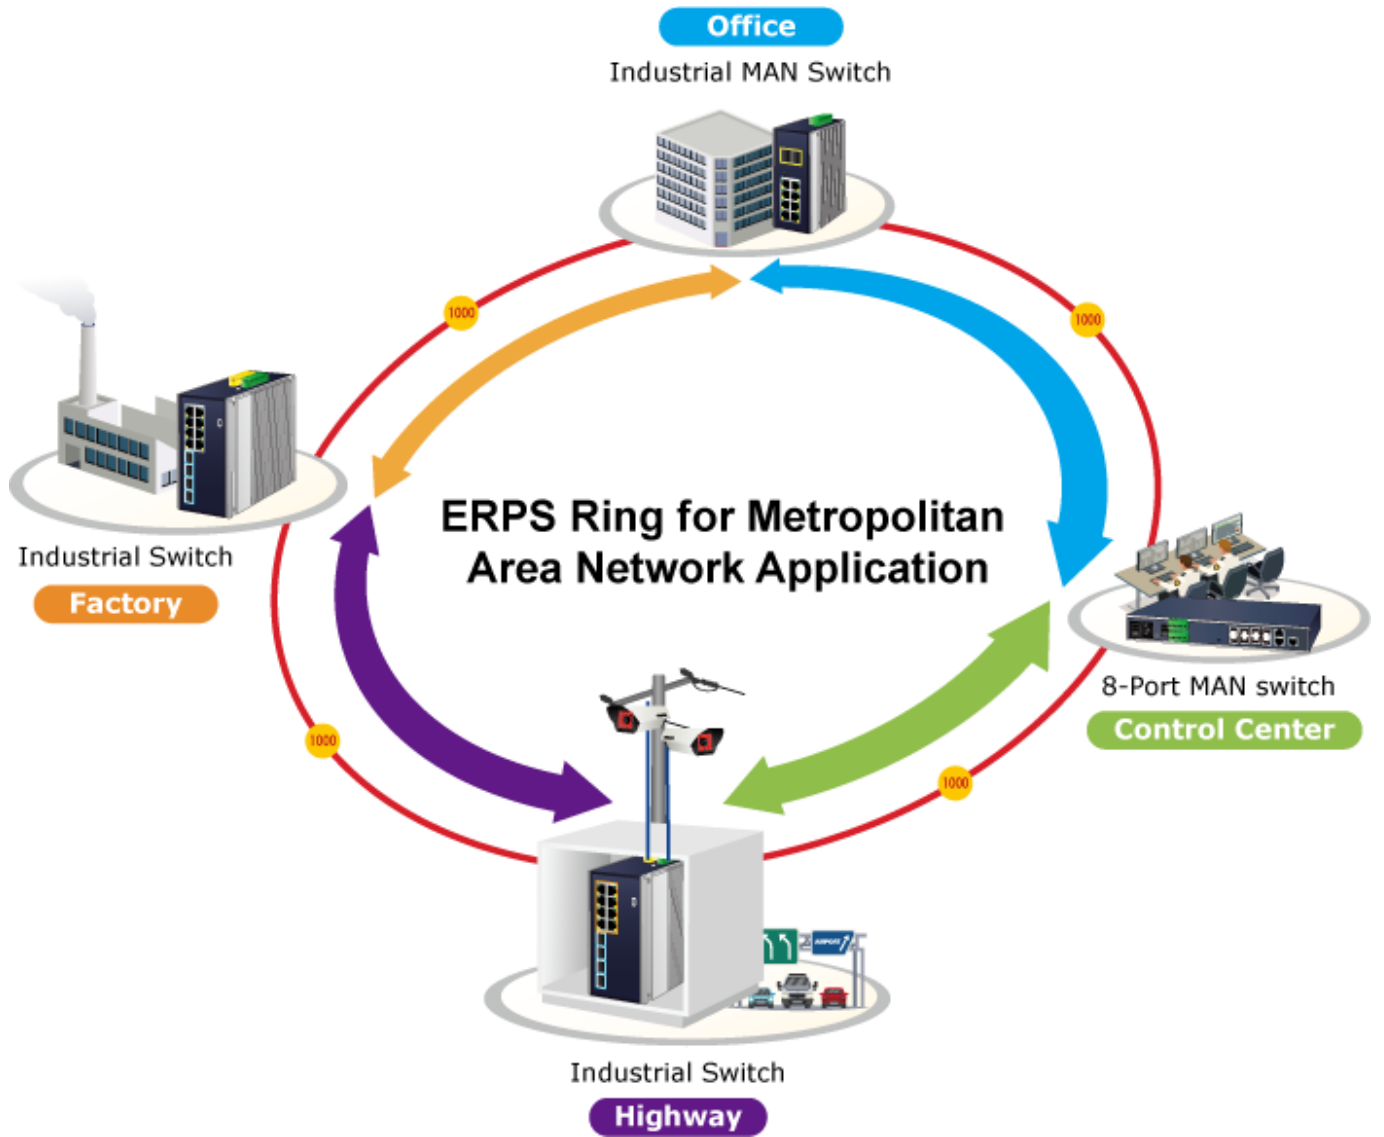 Office
Industrial MAN Switch
1000
1000
ERPS Ring for Metropolitan
Area Network Application
Industrial Switch
Factory
8-Port MAN switch
Control Center
1000
1000
AIRPORT
Industrial Switch
Highway